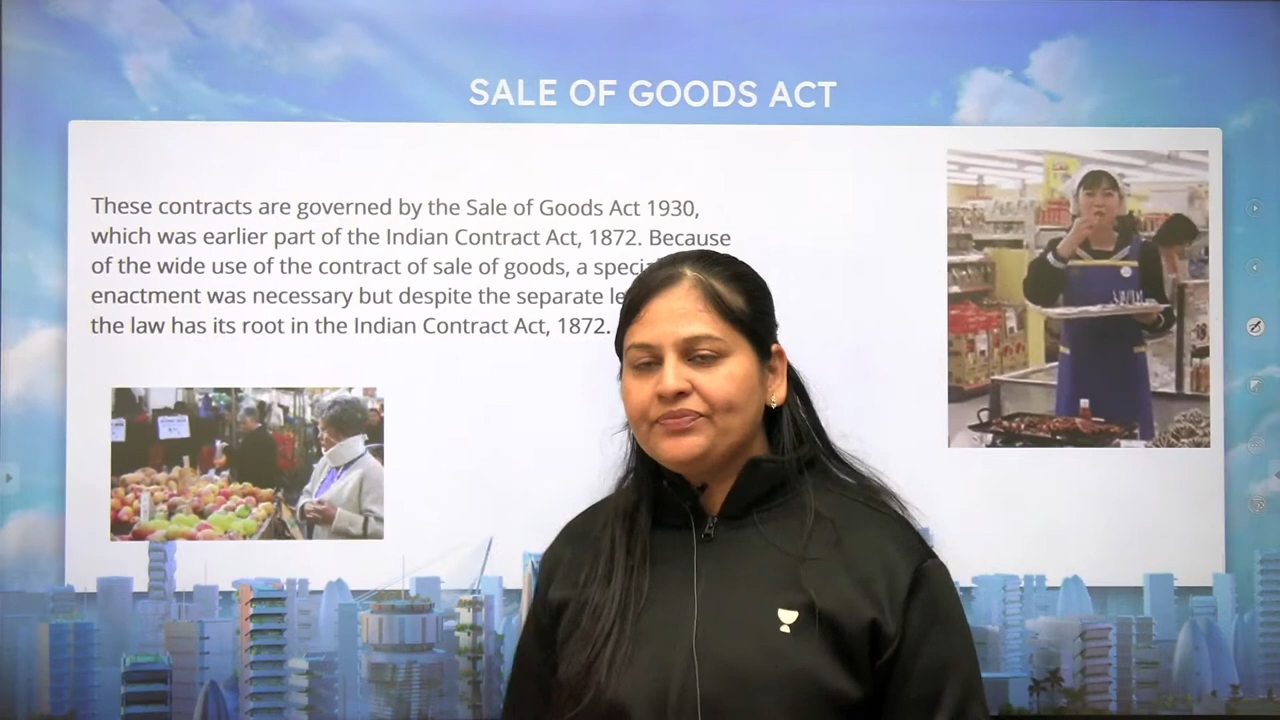 SALE OF GOODS ACT
These contracts are governed by the Sale of Goods Act 1930,
which was earlier part of the Indian Contract Act, 1872. Because
of the wide use of the contract of sale of goods, a
enactment was necessary but despite the separate
the law has its root in the Indian Contract Act, 1872.